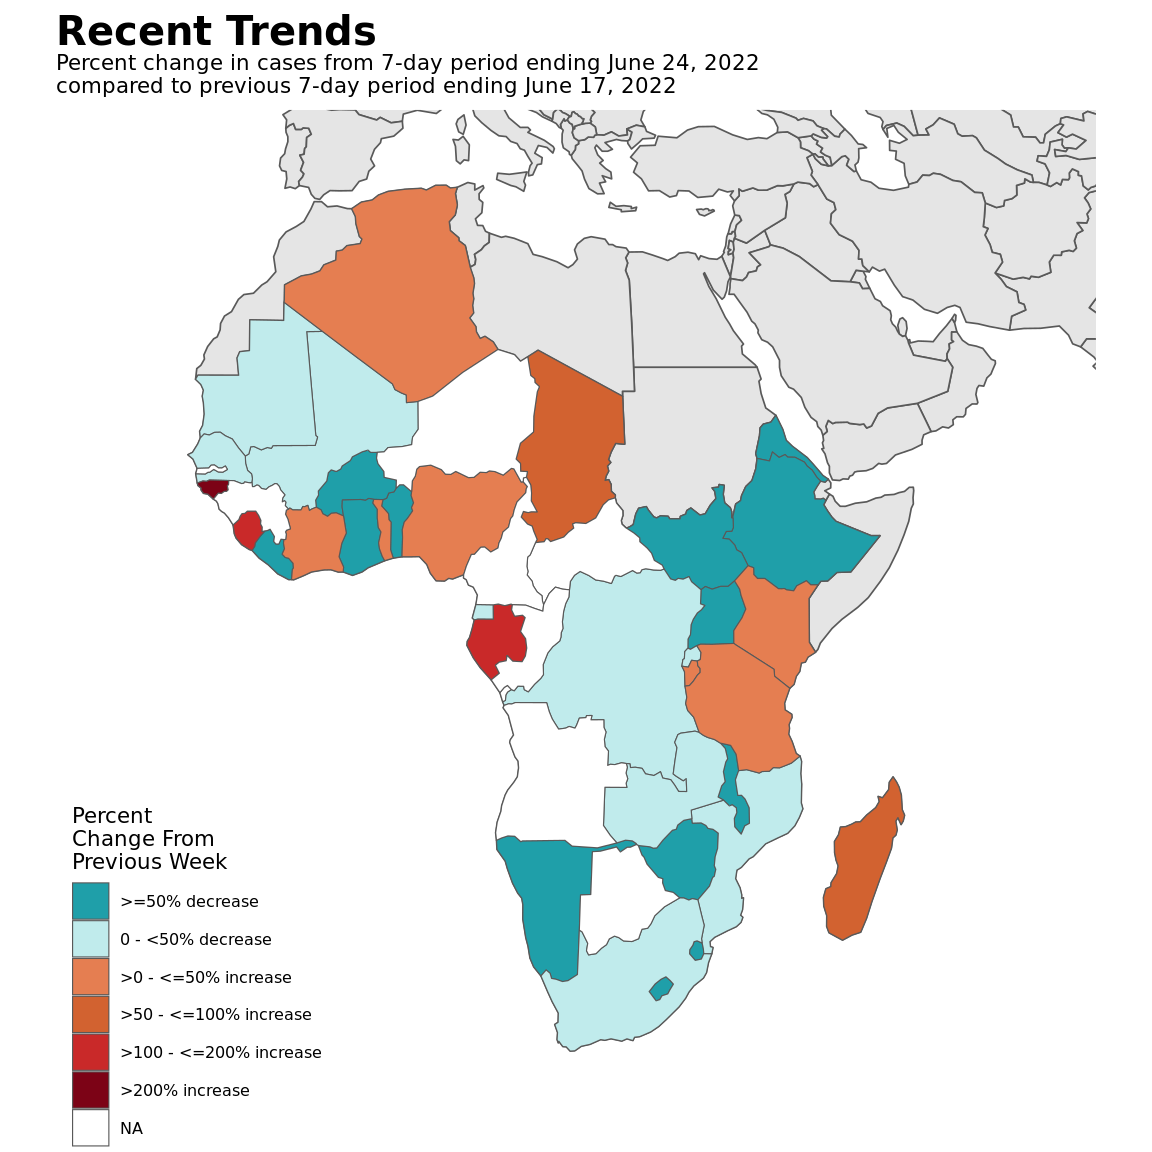 Recent Trends
Percent change in cases from 7-day period ending June 24, 2022
compared to previous 7-day period ending June 17, 2022
Percent
Change From
Previous Week
>=50% decrease
0 - <50% decrease
>0 - <=50% increase
>50 - <=100% increase
>100 - <=200% increase
>200% increase
NA